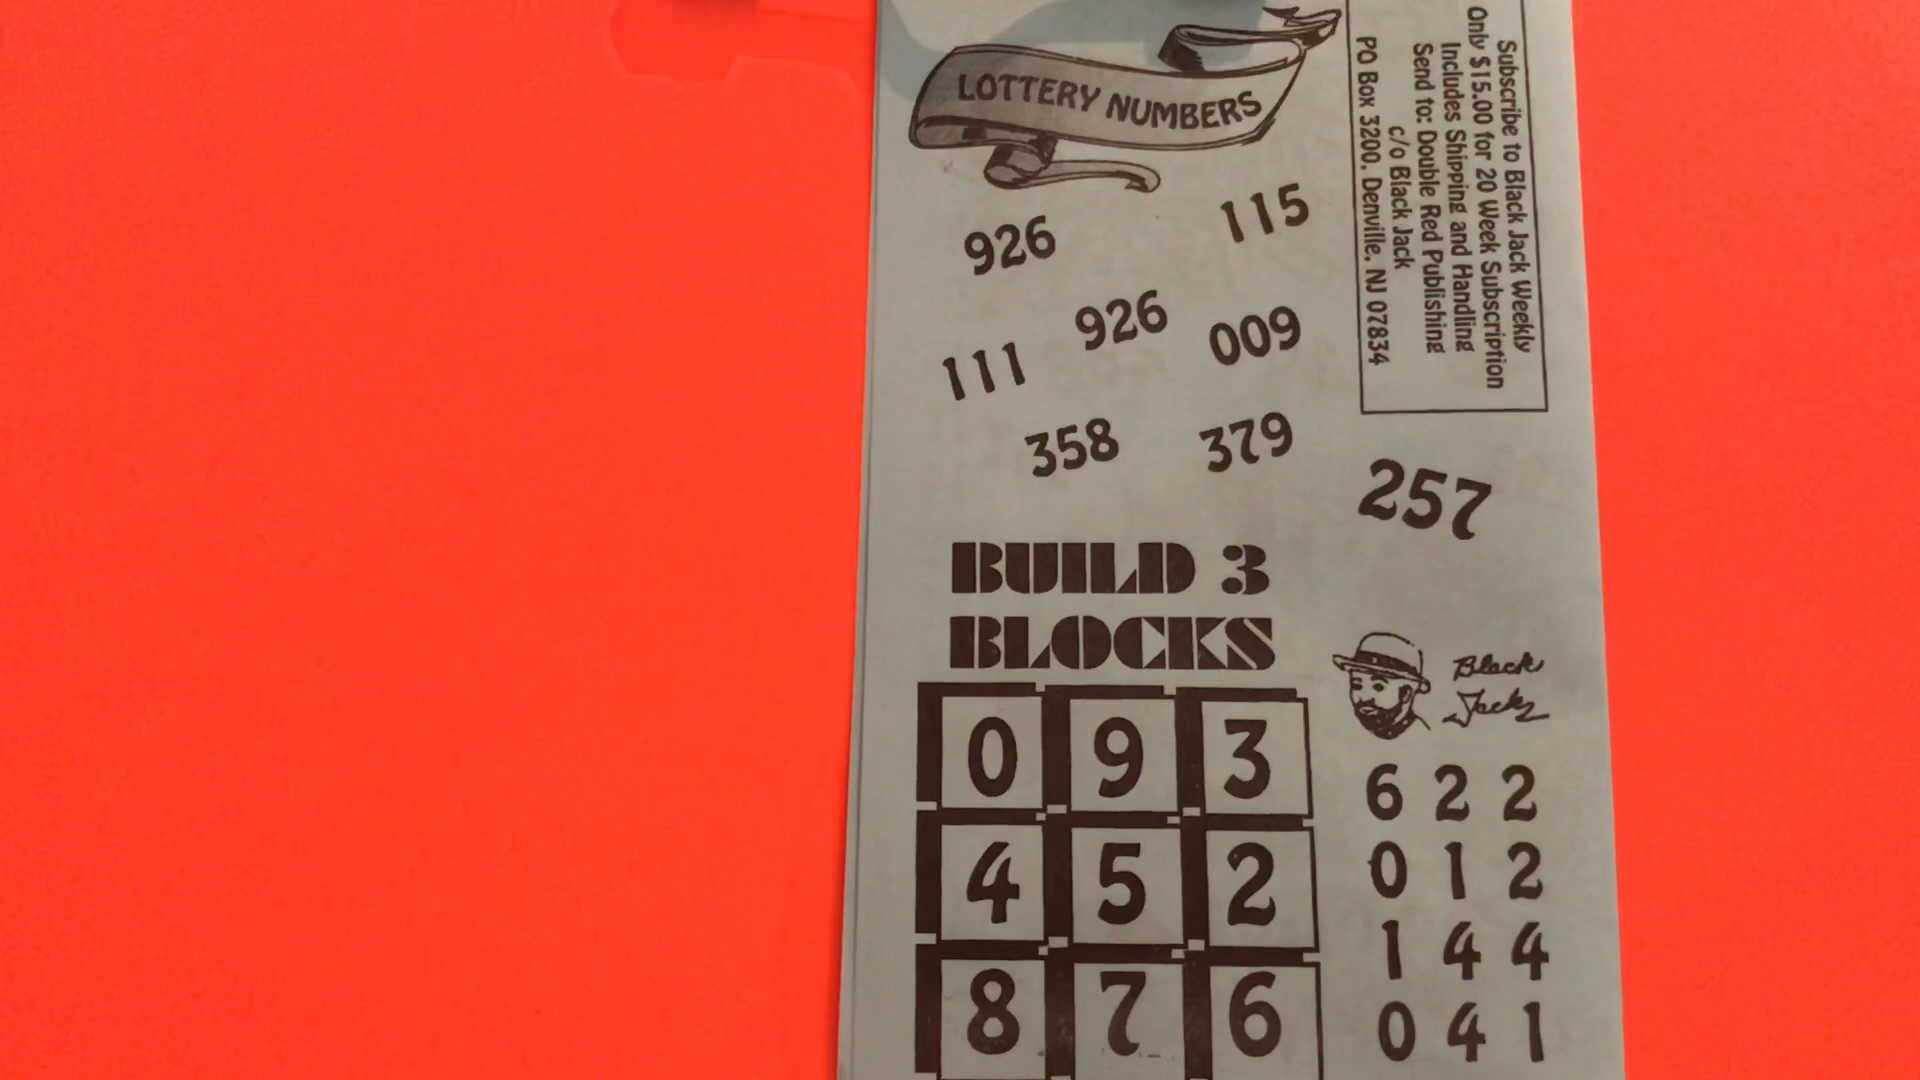 LOTTERY NUMBERS
926
115
926
009
111
358
379
257
Subscribe to Black Jack Weekly
Only $15.00 for 20 Week Subscription
Includes Shipping and Handling
Send to: Double Red Publishing
c/o Black Jack
PO Box 3200, Denville, NJ 07834
BUILD 3
BLOCKS
0 9 3
4 5 2
8 7 6
Black
Jack
6 2 2
0 1 2
1 4 4
0 4 1